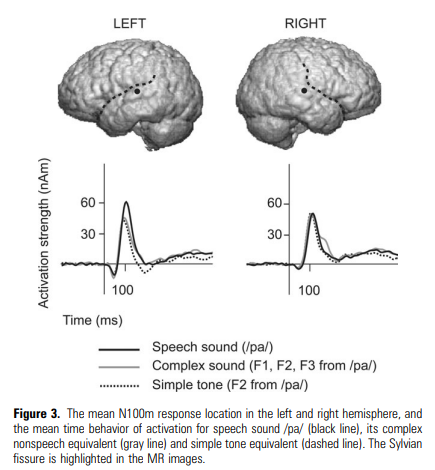 LEFT
RIGHT
Activation strength (nAm)
60
30
100
60
30
100
Time (ms)
Speech sound (/pa/)
Complex sound (F1, F2, F3 from /pa/)
Simple tone (F2 from /pa/)
Figure 3. The mean N100m response location in the left and right hemisphere, and
the mean time behavior of activation for speech sound /pa/ (black line), its complex
nonspeech equivalent (gray line) and simple tone equivalent (dashed line). The Sylvian
fissure is highlighted in the MR images.